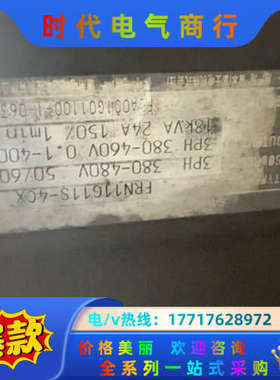 时代电气商行
FRN11G11S-4CX
3PH 380-480V 50/60
3PH 380-460V 0.1-400
18kVA 24A 150% 1min
爆款
电/v热线：17717628972
价格美丽 欢迎咨询
全系列一站式采购